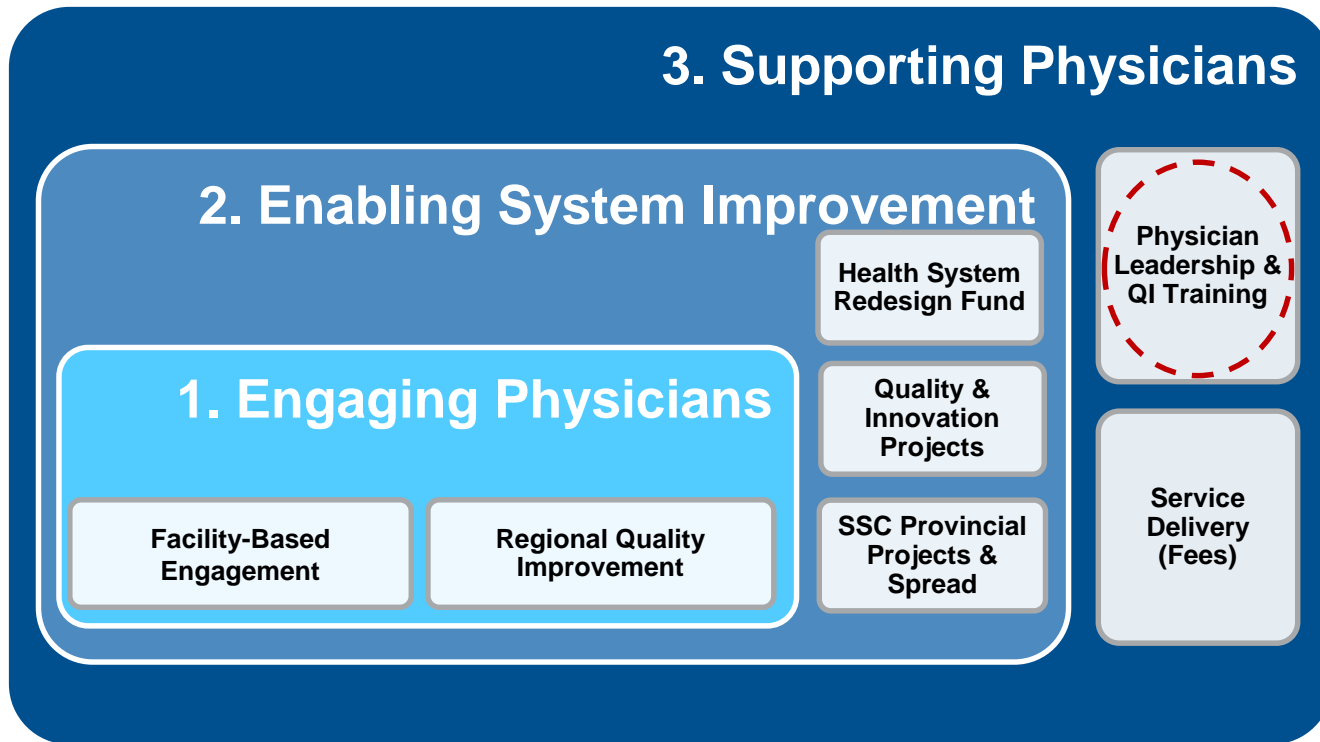 3. Supporting Physicians
2. Enabling System Improvement
Health System
Redesign Fund
Physician
Leadership &
QI Training
1. Engaging Physicians
Quality &
Innovation
Projects
Facility-Based
Engagement
Regional Quality
Improvement
SSC Provincial
Projects &
Spread
Service
Delivery
(Fees)